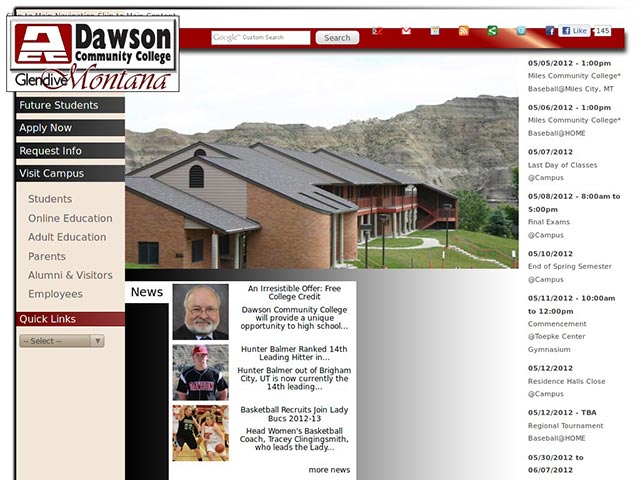 Skip to Main Navigation Skip to Main Content
Dawson
Community College
Glendive Montana
Google™ Custom Search
Search
Like
145
Future Students
Apply Now
Request Info
Visit Campus
Students
Online Education
Adult Education
Parents
Alumni & Visitors
Employees
Quick Links
-- Select --
News
An Irresistible Offer: Free
College Credit
Dawson Community College
will provide a unique
opportunity to high school...
Hunter Balmer Ranked 14th
Leading Hitter in...
Hunter Balmer out of Brigham
City, UT is now currently the
14th leading...
Basketball Recruits Join Lady
Bucs 2012-13
Head Women's Basketball
Coach, Tracey Clingingsmith,
who leads the Lady...
more news
05/05/2012 - 1:00pm
Miles Community College*
Baseball@Miles City, MT
05/06/2012 - 1:00pm
Miles Community College*
Baseball@HOME
05/07/2012
Last Day of Classes
@Campus
05/08/2012 - 8:00am to
5:00pm
Final Exams
@Campus
05/10/2012
End of Spring Semester
@Campus
05/11/2012 - 10:00am
to 12:00pm
Commencement
@Toepke Center
Gymnasium
05/12/2012
Residence Halls Close
@Campus
05/12/2012 - TBA
Regional Tournament
Baseball@HOME
05/30/2012 to
06/07/2012